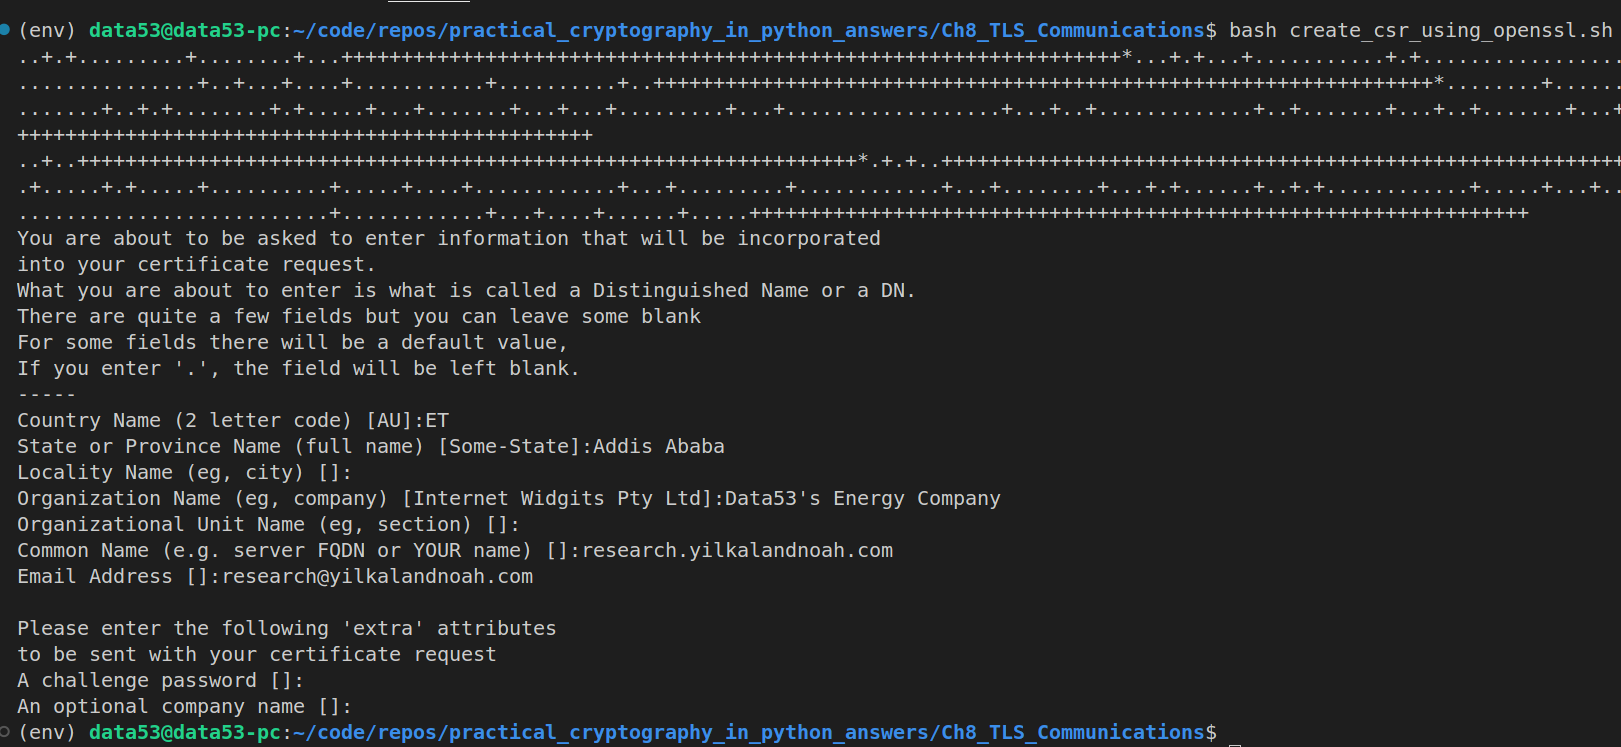 (env) data53@data53-pc:~/code/repos/practical_cryptography_in_python_answers/Ch8_TLS_Communications$ bash create_csr_using_openssl.sh
You are about to be asked to enter information that will be incorporated
into your certificate request.
What you are about to enter is what is called a Distinguished Name or a DN.
There are quite a few fields but you can leave some blank
For some fields there will be a default value,
If you enter '.', the field will be left blank.
-----
Country Name (2 letter code) [AU]:ET
State or Province Name (full name) [Some-State]:Addis Ababa
Locality Name (eg, city) []:
Organization Name (eg, company) [Internet Widgits Pty Ltd]:Data53's Energy Company
Organizational Unit Name (eg, section) []:
Common Name (e.g. server FQDN or YOUR name) []:research.yilkalandnoah.com
Email Address []:research@yilkalandnoah.com
Please enter the following 'extra' attributes
to be sent with your certificate request
A challenge password []:
An optional company name []:
(env) data53@data53-pc:~/code/repos/practical_cryptography_in_python_answers/Ch8_TLS_Communications$